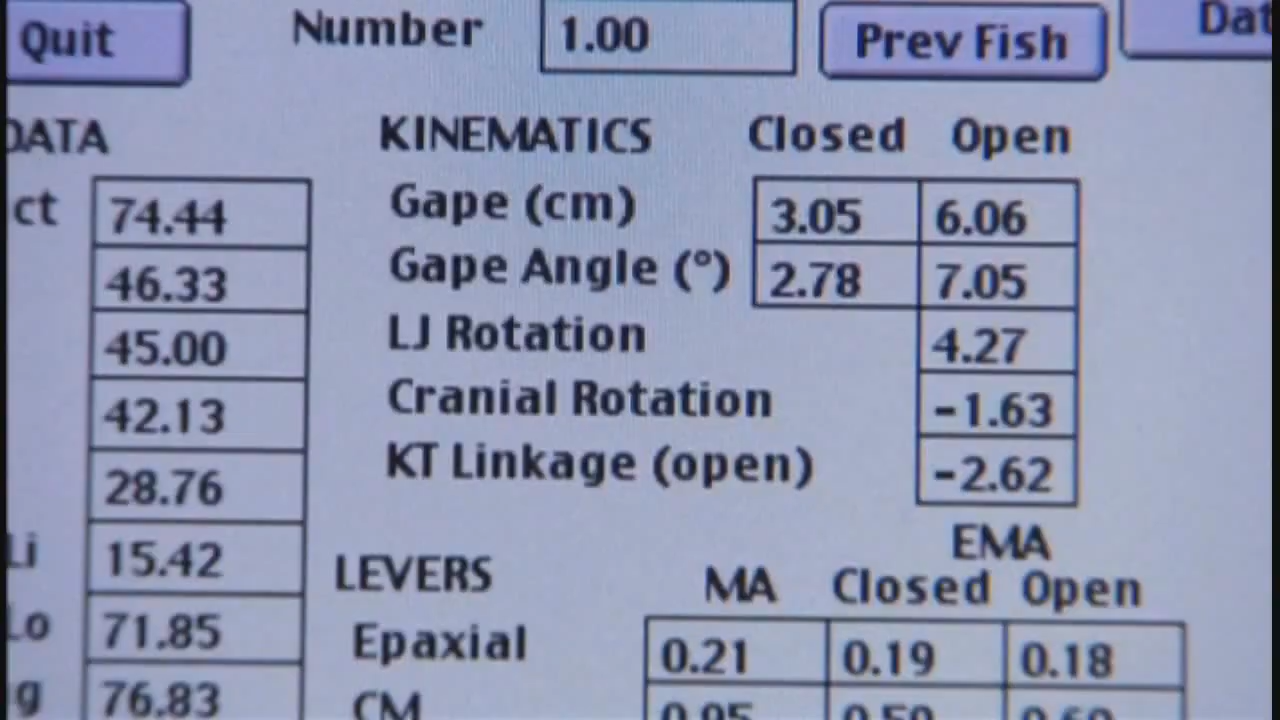 Quit Number 1.00 Prev Fish
DATA KINEMATICS Closed Open
ct 74.44 Gape (cm) 3.05 6.06
46.33 Gape Angle (°) 2.78 7.05
45.00 LJ Rotation 4.27
42.13 Cranial Rotation -1.63
28.76 KT Linkage (open) -2.62
EMA
Li 15.42 LEVERS MA Closed Open
Lo 71.85 Epaxial 0.21 0.19 0.18
g 76.83 CM